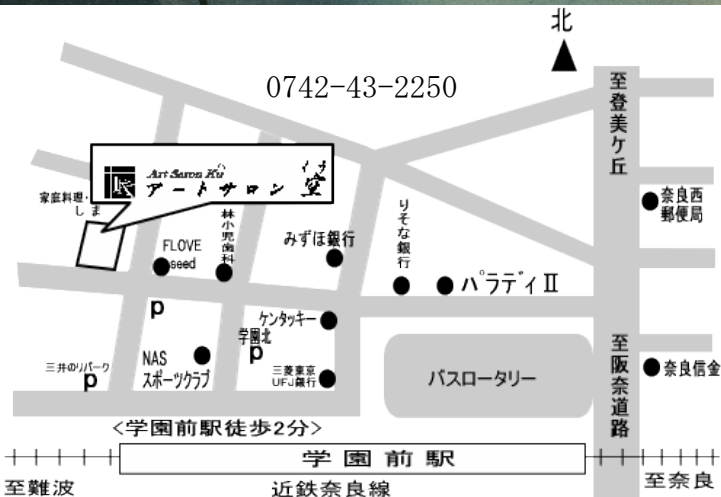 北
0742-43-2250
至登美ケ丘
Art Saron Ku
アートサロン 空
家庭料理・
しま
林小児歯科
みずほ銀行
りそな銀行
奈良西
郵便局
FLOVE
seed
パラディⅡ
P
ケンタッキー
学園北
P
NAS
スポーツクラブ
三菱東京
UFJ銀行
三井のリパーク
P
バスロータリー
至阪奈道路
奈良信金
<学園前駅徒歩2分>
学園前駅
至難波
近鉄奈良線
至奈良